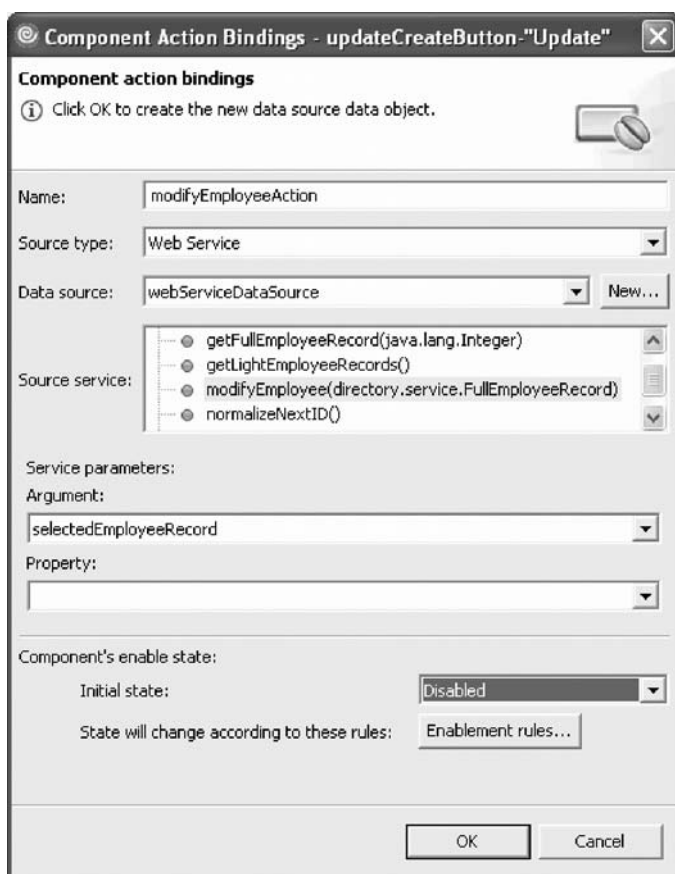 Component Action Bindings - updateCreateButton-"Update"
Component action bindings
Click OK to create the new data source data object.
Name: modifyEmployeeAction
Source type: Web Service
Data source: webServiceDataSource New...
Source service:
getFullEmployeeRecord(java.lang.Integer)
getLightEmployeeRecords()
modifyEmployee(directory.service.FullEmployeeRecord)
normalizeNextID()
Service parameters:
Argument:
selectedEmployeeRecord
Property:
Component's enable state:
Initial state: Disabled
State will change according to these rules: Enablement rules...
OK Cancel